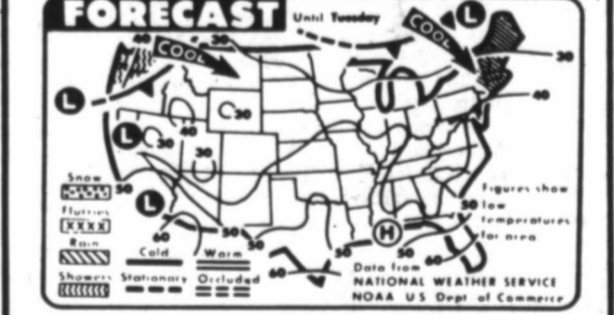 FORECAST
Until Tuesday
L
40
COOL
30
COOL
30
L
40
L
30
30
40
30
50
L
60
50
50
60
50
H
50
60
50
Figures show
low
temperatures
for area.
Snow
Flurries
Rain
Showers
Cold
Warm
Stationary
Occluded
Data from
NATIONAL WEATHER SERVICE
NOAA U S Dept of Commerce